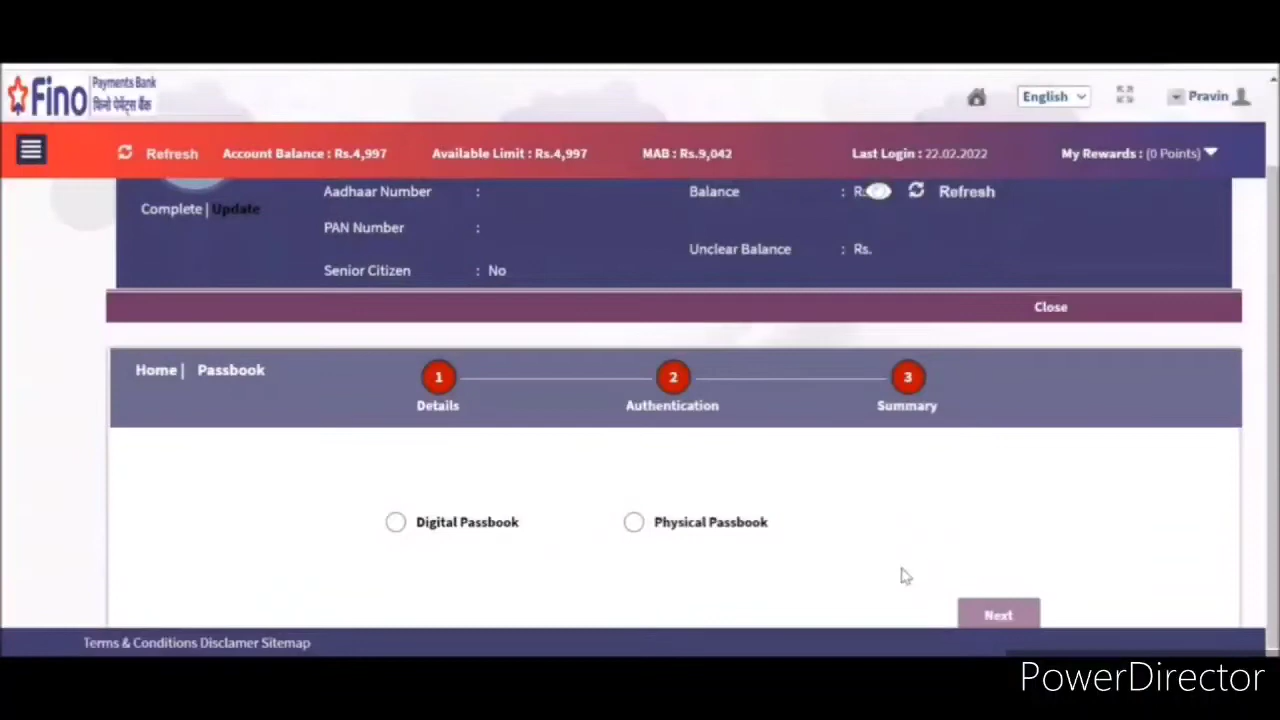 Fino
Payments Bank
फिनो पेमेंट्स बैंक
English
Pravin
Refresh
Account Balance : Rs.4,997
Available Limit : Rs.4,997
MAB : Rs.9,042
Last Login : 22.02.2022
My Rewards : (0 Points)
Complete | Update
Aadhaar Number :
Balance : Rs.
Refresh
PAN Number :
Unclear Balance : Rs.
Senior Citizen : No
Close
Home | Passbook
1
2
3
Details
Authentication
Summary
Digital Passbook
Physical Passbook
Next
Terms & Conditions Disclamer Sitemap
PowerDirector